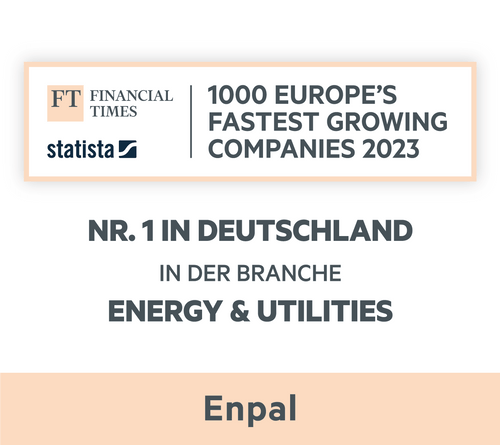 FT FINANCIAL
TIMES
statista
1000 EUROPE'S
FASTEST GROWING
COMPANIES 2023
NR. 1 IN DEUTSCHLAND
IN DER BRANCHE
ENERGY & UTILITIES
Enpal